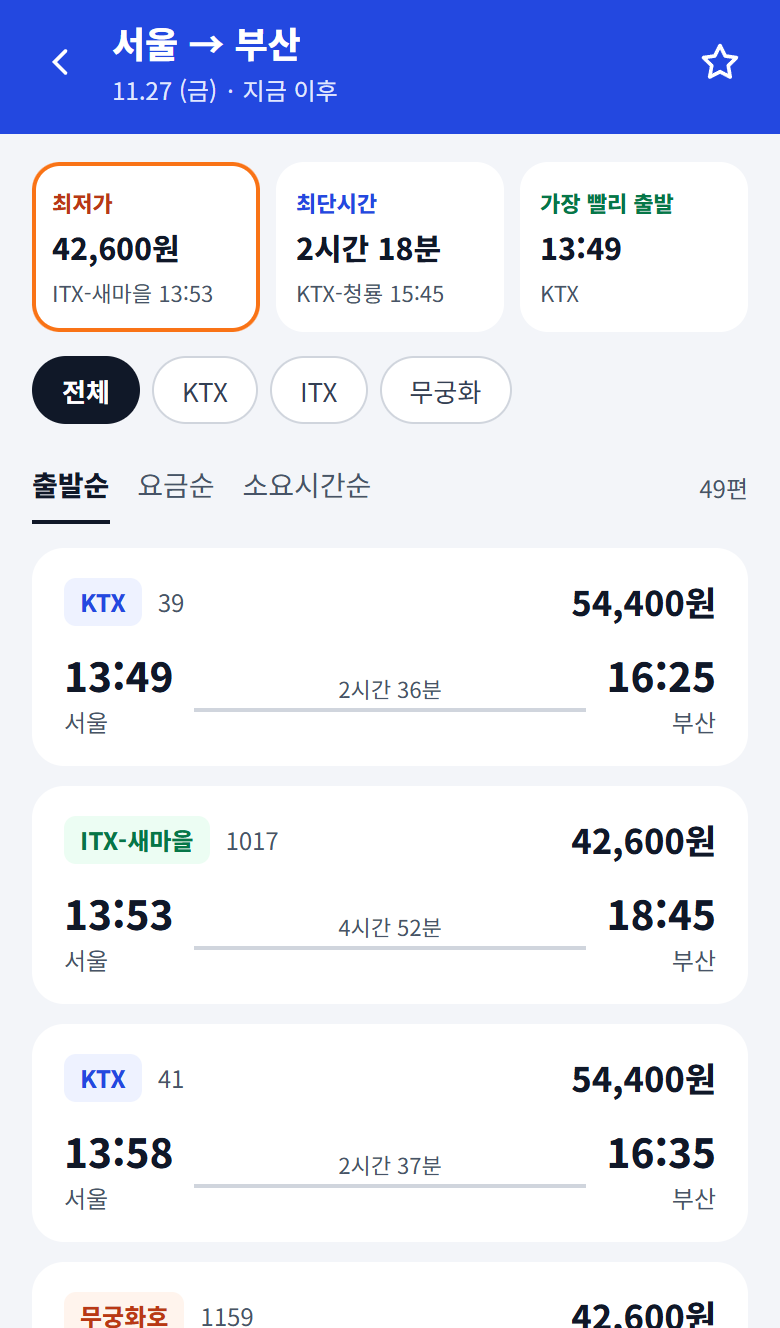 서울 → 부산
11.27 (금) · 지금 이후
최저가
42,600원
ITX-새마을 13:53
최단시간
2시간 18분
KTX-청룡 15:45
가장 빨리 출발
13:49
KTX
전체
KTX
ITX
무궁화
출발순
요금순
소요시간순
49편
KTX 39
54,400원
13:49
2시간 36분
16:25
서울
부산
ITX-새마을 1017
42,600원
13:53
4시간 52분
18:45
서울
부산
KTX 41
54,400원
13:58
2시간 37분
16:35
서울
부산
무궁화호 1159
42,600원